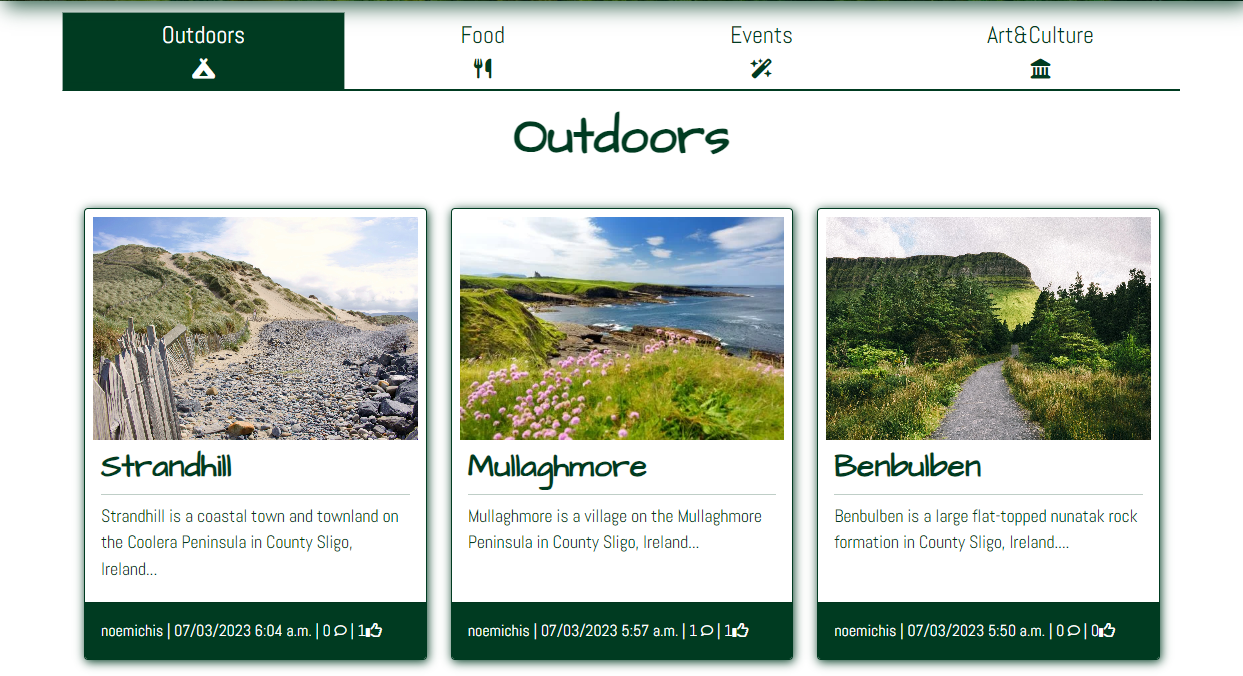 Outdoors
Food
Events
Art&Culture
Outdoors
Strandhill
Strandhill is a coastal town and townland on
the Coolera Peninsula in County Sligo,
Ireland...
noemichis | 07/03/2023 6:04 a.m. | 0 | 1
Mullaghmore
Mullaghmore is a village on the Mullaghmore
Peninsula in County Sligo, Ireland...
noemichis | 07/03/2023 5:57 a.m. | 1 | 1
Benbulben
Benbulben is a large flat-topped nunatak rock
formation in County Sligo, Ireland....
noemichis | 07/03/2023 5:50 a.m. | 0 | 0